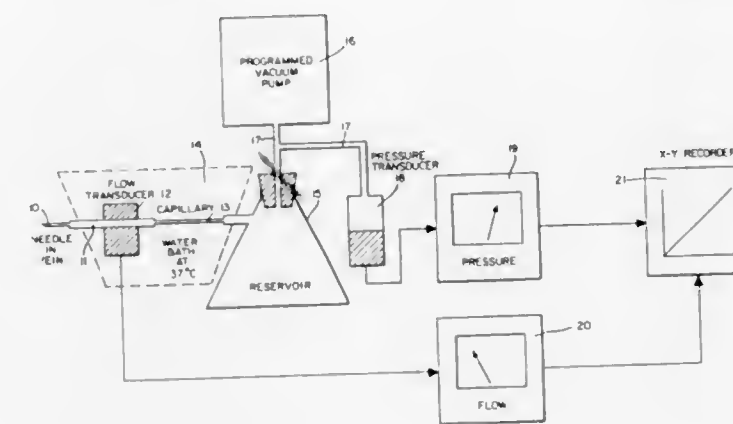 16
PROGRAMMED
VACUUM
PUMP
17
17
14
PRESSURE
TRANSDUCER
18
19
X-Y RECORDER
21
FLOW
TRANSDUCER 12
15
10
CAPILLARY 13
NEEDLE
IN
VEIN
11
WATER
BATH
AT
37°C
RESERVOIR
PRESSURE
20
FLOW